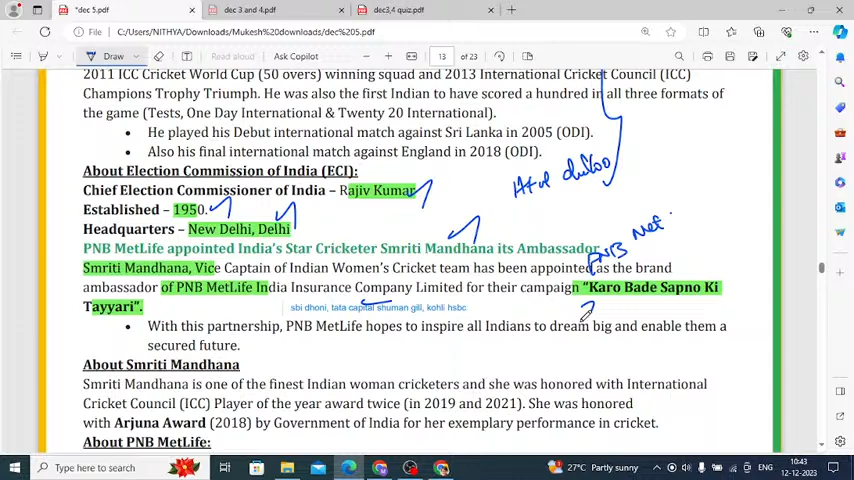 *dec 5.pdf
dec 3 and 4.pdf
dec3,4 quiz.pdf
C:/Users/NITHYA/Downloads/Mukesh%20downloads/dec%205.pdf
Draw
Read aloud
Ask Copilot
13
of 23
2011 ICC Cricket World Cup (50 overs) winning squad and 2013 International Cricket Council (ICC)
Champions Trophy Triumph. He was also the first Indian to have scored a hundred in all three formats of
the game (Tests, One Day International & Twenty 20 International).
• He played his Debut international match against Sri Lanka in 2005 (ODI).
• Also his final international match against England in 2018 (ODI).
About Election Commission of India (ECI):
Chief Election Commissioner of India – Rajiv Kumar
Established – 1950.
Headquarters – New Delhi, Delhi
PNB MetLife appointed India's Star Cricketer Smriti Mandhana its Ambassador
PNB Met
Smriti Mandhana, Vice Captain of Indian Women's Cricket team has been appointed as the brand
ambassador of PNB MetLife India Insurance Company Limited for their campaign “Karo Bade Sapno Ki
Tayyari”.
sbi dhoni, tata capital shuman gill, kohli hsbc
• With this partnership, PNB MetLife hopes to inspire all Indians to dream big and enable them a
secured future.
About Smriti Mandhana
Smriti Mandhana is one of the finest Indian woman cricketers and she was honored with International
Cricket Council (ICC) Player of the year award twice (in 2019 and 2021). She was honored
with Arjuna Award (2018) by Government of India for her exemplary performance in cricket.
About PNB MetLife:
Type here to search
27°C Partly sunny
ENG
10:43
12-12-2023